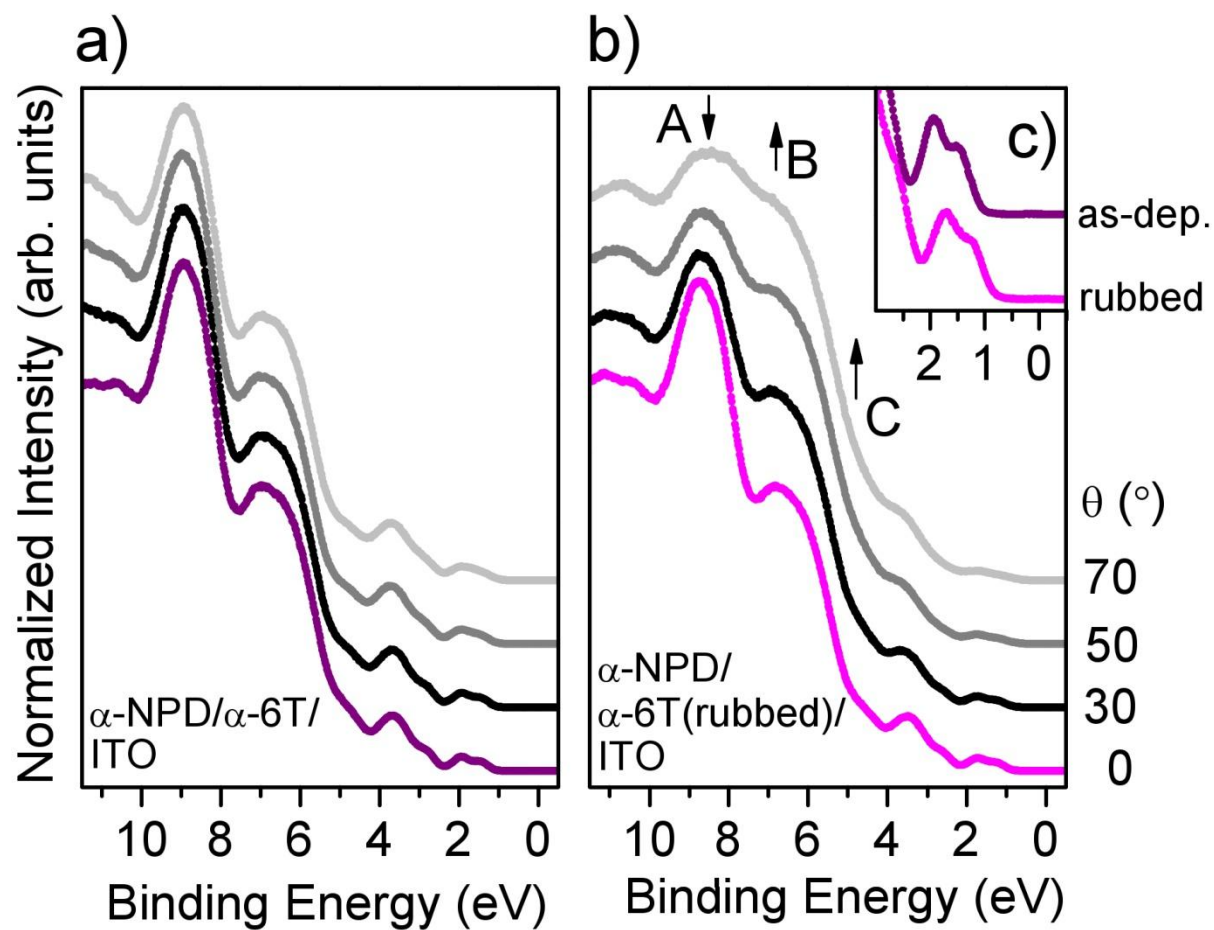 a)
b)
c)
Normalized Intensity (arb. units)
A
B
C
as-dep.
rubbed
2 1 0
θ (°)
70
50
30
0
α-NPD/α-6T/
ITO
α-NPD/
α-6T(rubbed)/
ITO
10 8 6 4 2 0
10 8 6 4 2 0
Binding Energy (eV)
Binding Energy (eV)